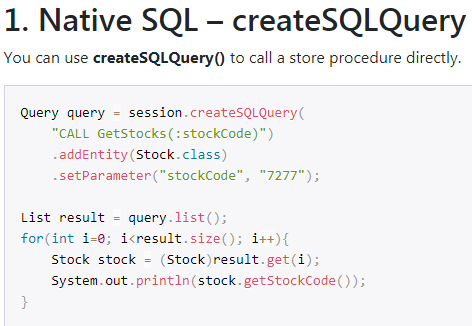 1. Native SQL – createSQLQuery
You can use createSQLQuery() to call a store procedure directly.
Query query = session.createSQLQuery(
    "CALL GetStocks(:stockCode)")
    .addEntity(Stock.class)
    .setParameter("stockCode", "7277");

List result = query.list();
for(int i=0; i<result.size(); i++){
    Stock stock = (Stock)result.get(i);
    System.out.println(stock.getStockCode());
}